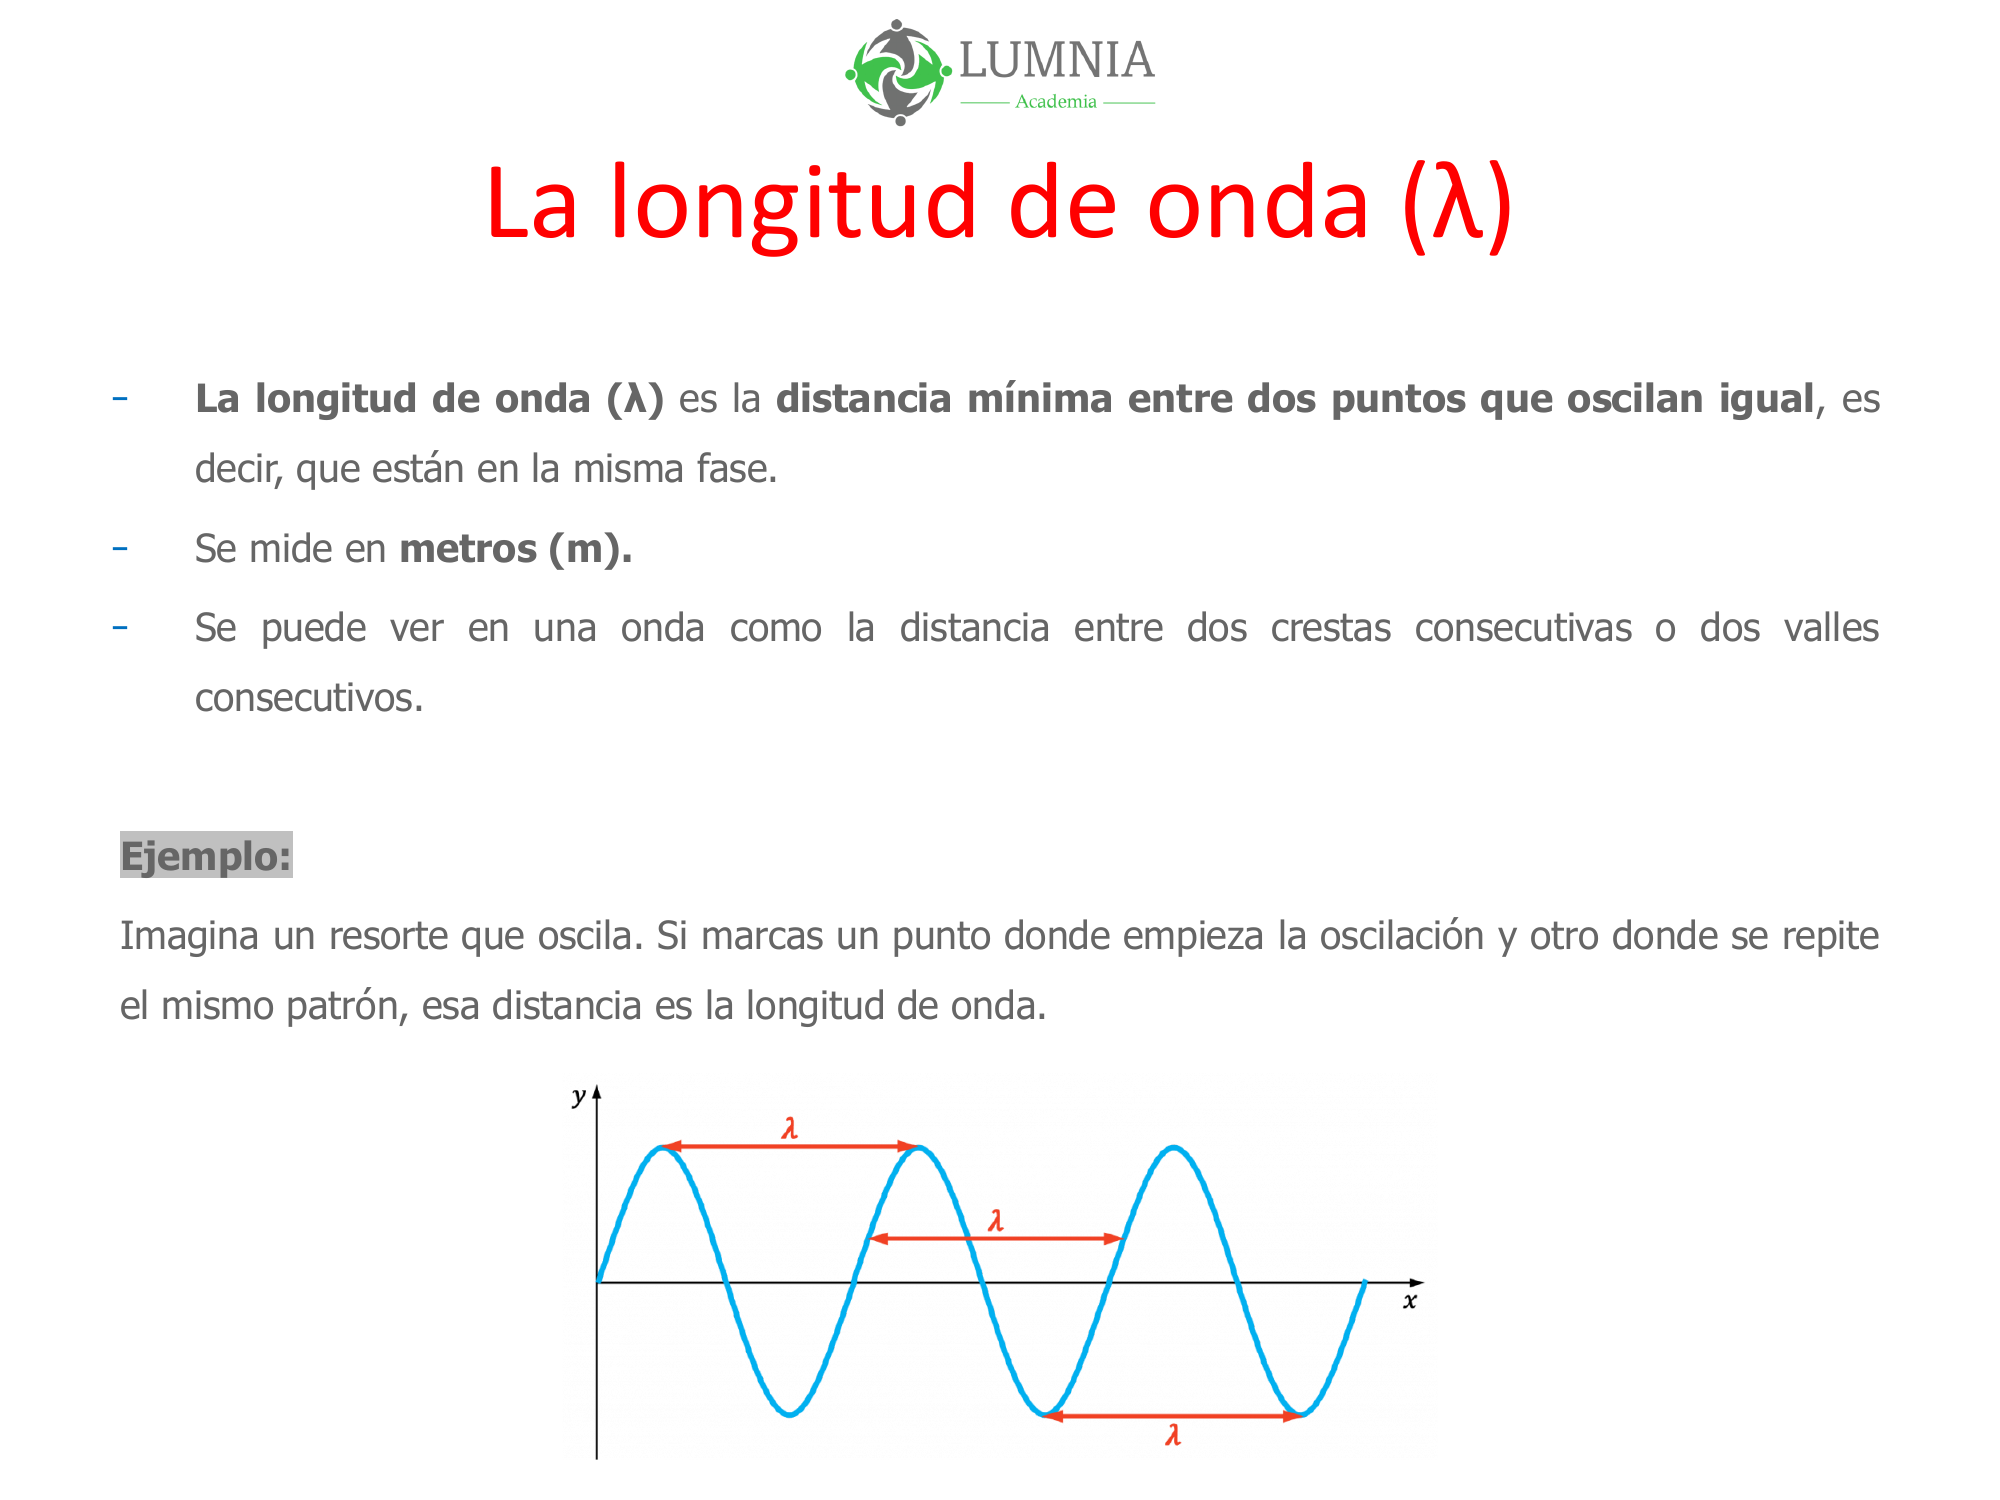 LUMNIA
Academia
La longitud de onda (λ)
- La longitud de onda (λ) es la distancia mínima entre dos puntos que oscilan igual, es
decir, que están en la misma fase.
- Se mide en metros (m).
- Se puede ver en una onda como la distancia entre dos crestas consecutivas o dos valles
consecutivos.
Ejemplo:
Imagina un resorte que oscila. Si marcas un punto donde empieza la oscilación y otro donde se repite
el mismo patrón, esa distancia es la longitud de onda.
y
λ
λ
x
λ